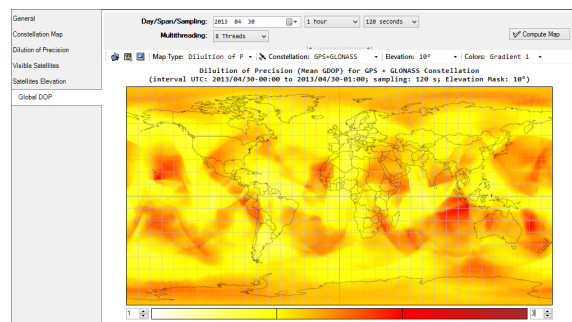 General
Constellation Map
Dilution of Precision
Visible Satellites
Satellites Elevation
Global DOP
Day/Span/Sampling: 2013 04 30 1 hour 120 seconds
Multithreading: 8 Threads
Compute Map
Map Type: Dilution of P Constellation: GPS+GLONASS Elevation: 10° Colors: Gradient 1
Dilution of Precision (Mean GDOP) for GPS + GLONASS Constellation
(interval UTC: 2013/04/30-00:00 to 2013/04/30-01:00; sampling: 120 s; Elevation Mask: 10°)
1 3